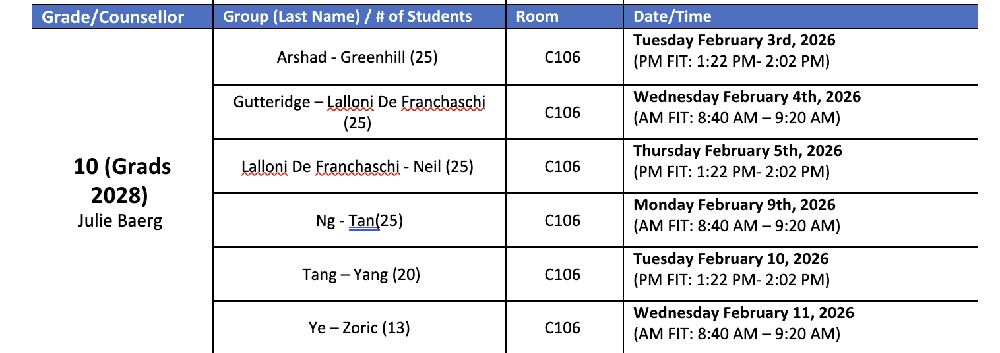 Grade/Counsellor
Group (Last Name) / # of Students
Room
Date/Time
10 (Grads
2028)
Julie Baerg
Arshad - Greenhill (25)
C106
Tuesday February 3rd, 2026
(PM FIT: 1:22 PM- 2:02 PM)
Gutteridge – Lalloni De Franchaschi
(25)
C106
Wednesday February 4th, 2026
(AM FIT: 8:40 AM – 9:20 AM)
Lalloni De Franchaschi - Neil (25)
C106
Thursday February 5th, 2026
(PM FIT: 1:22 PM- 2:02 PM)
Ng - Tan(25)
C106
Monday February 9th, 2026
(AM FIT: 8:40 AM – 9:20 AM)
Tang – Yang (20)
C106
Tuesday February 10, 2026
(PM FIT: 1:22 PM- 2:02 PM)
Ye – Zoric (13)
C106
Wednesday February 11, 2026
(AM FIT: 8:40 AM – 9:20 AM)